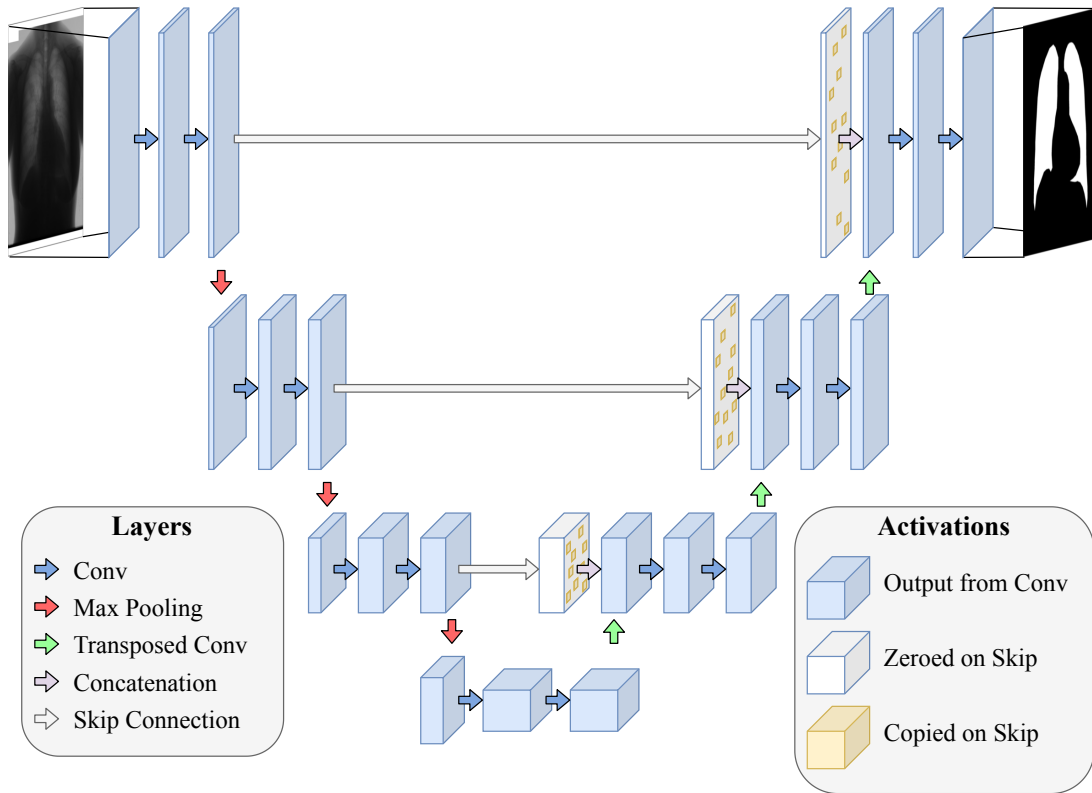 Layers
Conv
Max Pooling
Transposed Conv
Concatenation
Skip Connection
Activations
Output from Conv
Zeroed on Skip
Copied on Skip